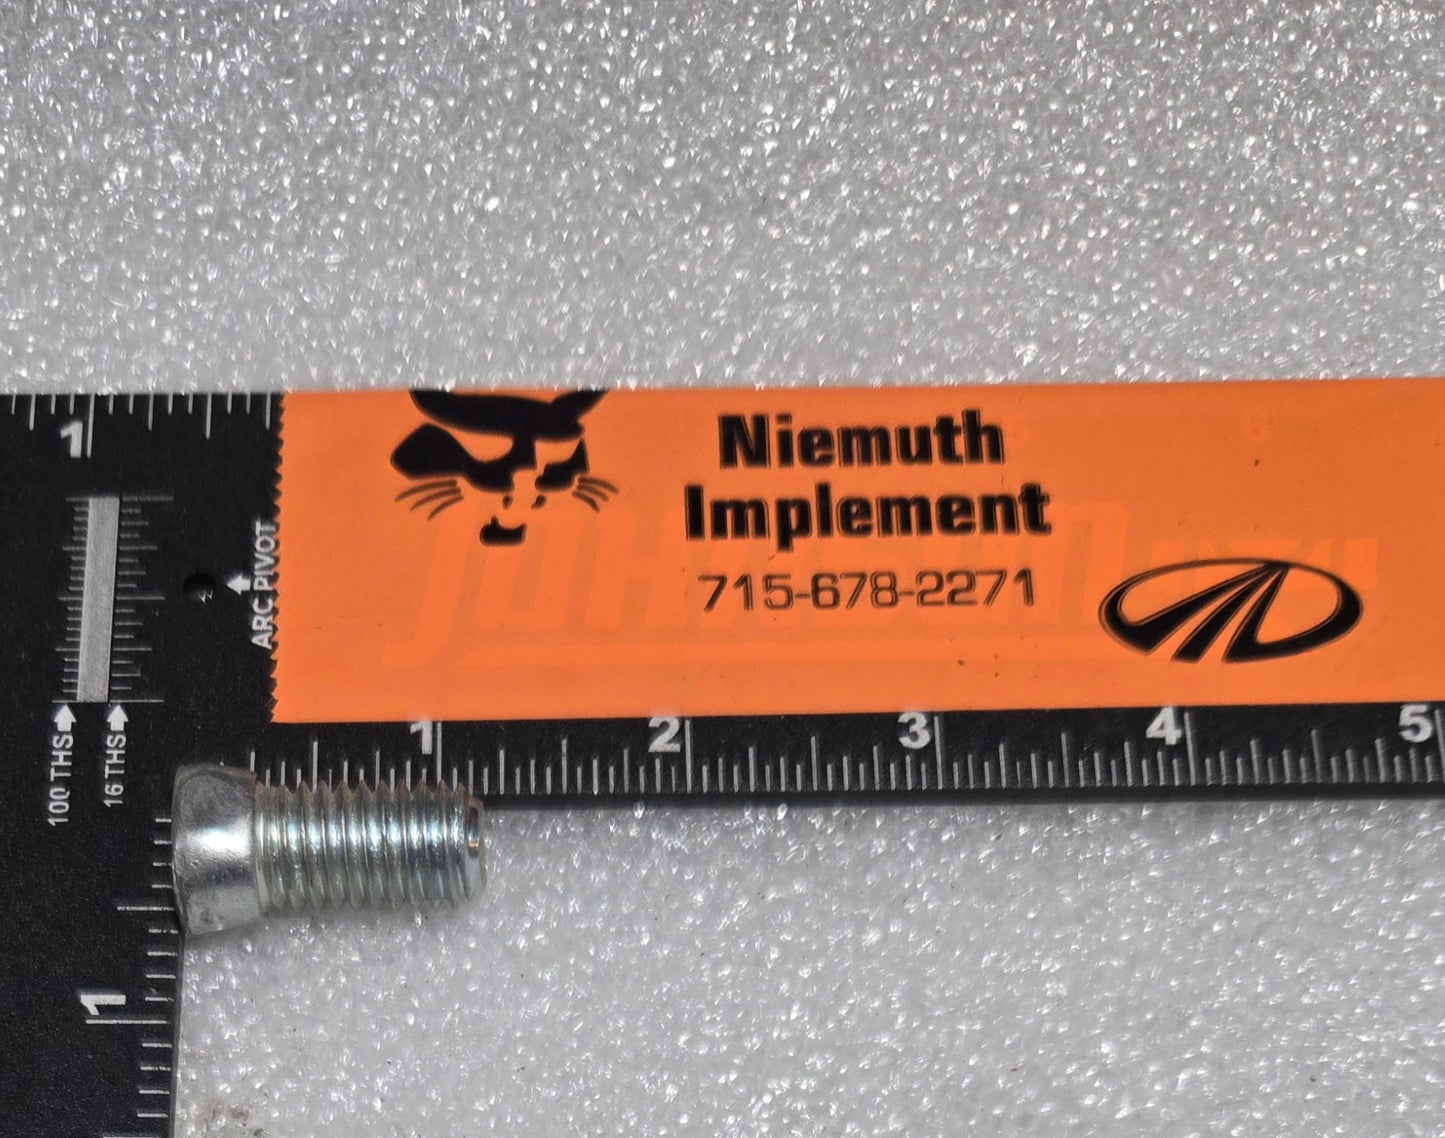 1
ARC PIVOT
100 THS
16 THS
Niemuth
Implement
715-678-2271
1 2 3 4 5
1